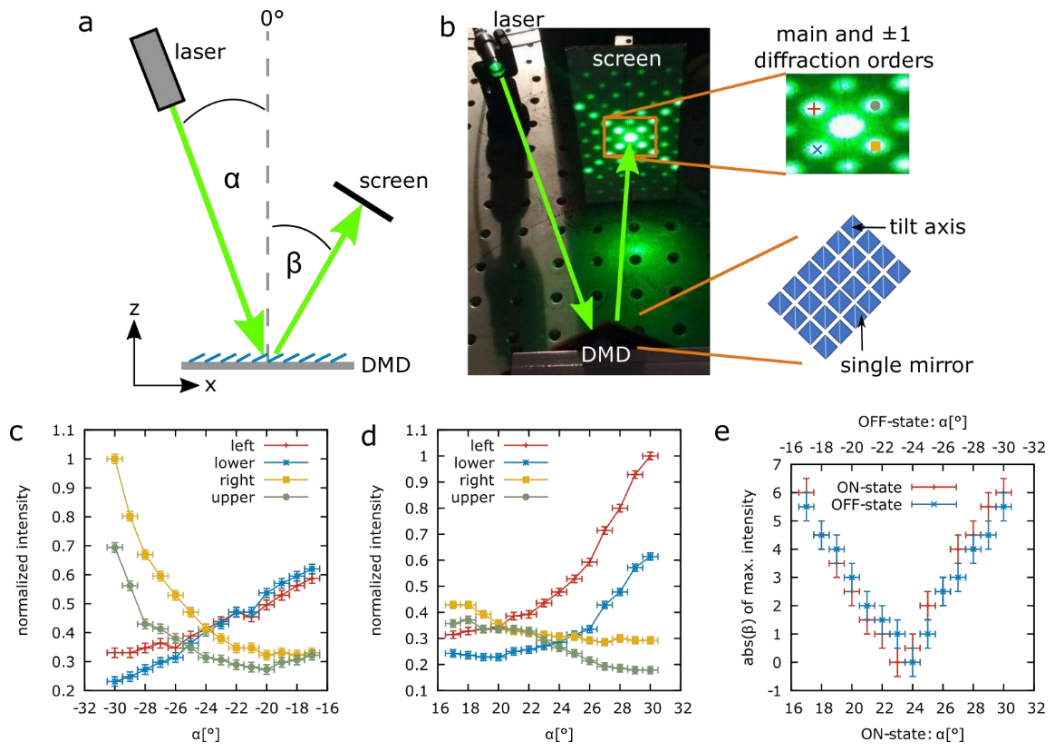 a
0°
laser
α
screen
β
z
x
DMD
b
laser
screen
DMD
main and ±1
diffraction orders
tilt axis
single mirror
c
1.1
1
0.9
0.8
0.7
0.6
0.5
0.4
0.3
0.2
normalized intensity
left
lower
right
upper
-30 -28 -26 -24 -22 -20 -18 -16
α[°]
d
1.1
1
0.9
0.8
0.7
0.6
0.5
0.4
0.3
0.2
normalized intensity
left
lower
right
upper
16 18 20 22 24 26 28 30 32
α[°]
e
OFF-state: α[°]
-16 -18 -20 -22 -24 -26 -28 -30 -32
7
6
5
4
3
2
1
0
-1
abs(β) of max. intensity
ON-state
OFF-state
16 18 20 22 24 26 28 30 32
ON-state: α[°]